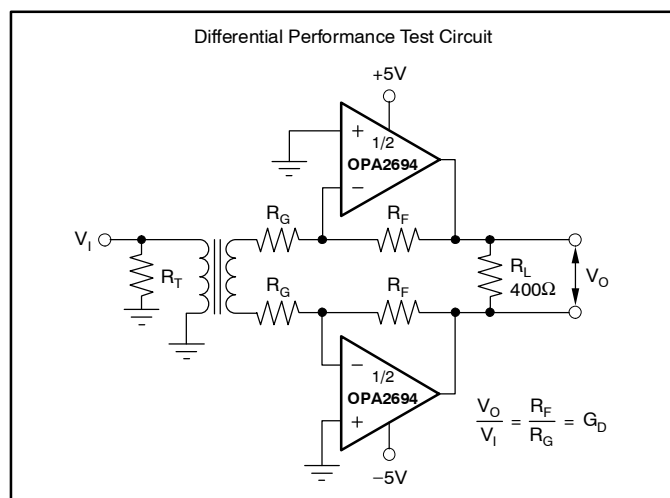 Differential Performance Test Circuit
+5V
+
1/2
OPA2694
−
R_G
R_F
V_I
R_T
R_L
400Ω
V_O
R_G
R_F
−
1/2
OPA2694
+
V_O/V_I = R_F/R_G = G_D
−5V